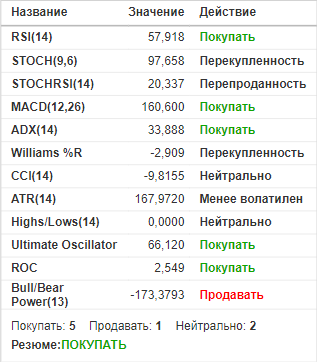 Название Значение Действие
RSI(14) 57,918 Покупать
STOCH(9,6) 97,658 Перекупленность
STOCHRSI(14) 20,337 Перепроданность
MACD(12,26) 160,600 Покупать
ADX(14) 33,888 Покупать
Williams %R -2,909 Перекупленность
CCI(14) -9,8155 Нейтрально
ATR(14) 167,9720 Менее волатилен
Highs/Lows(14) 0,0000 Нейтрально
Ultimate Oscillator 66,120 Покупать
ROC 2,549 Покупать
Bull/Bear
Power(13) -173,3793 Продавать
Покупать: 5 Продавать: 1 Нейтрально: 2
Резюме:ПОКУПАТЬ